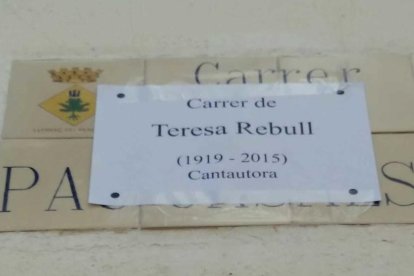 Carrer
Carrer de
Teresa Rebull
(1919 - 2015)
Cantautora
PAU